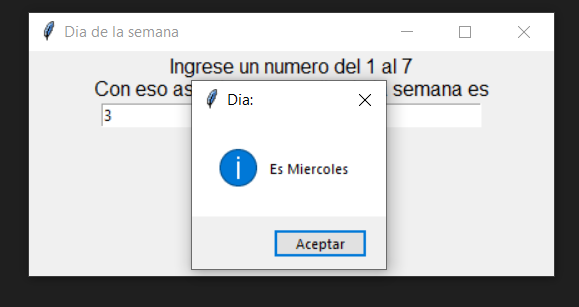 Dia de la semana
Ingrese un numero del 1 al 7
Con eso as semana es
3
Dia:
Es Miercoles
Aceptar